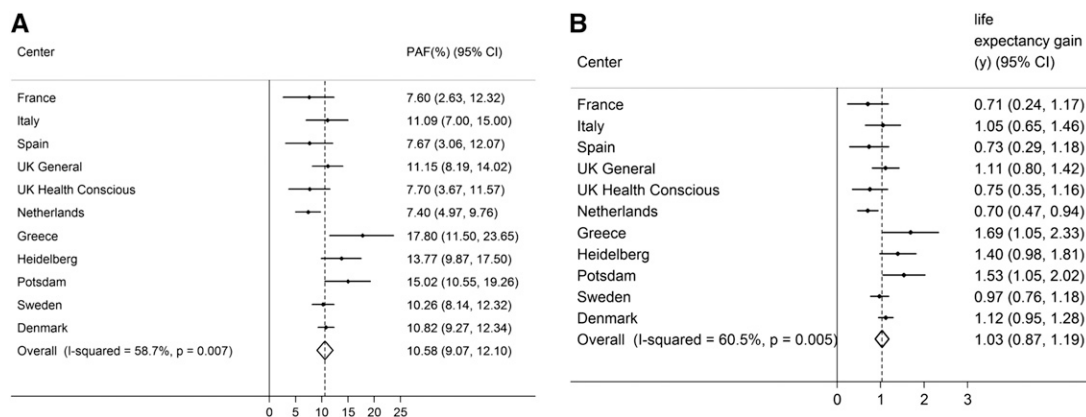 A
Center PAF(%) (95% CI)
France 7.60 (2.63, 12.32)
Italy 11.09 (7.00, 15.00)
Spain 7.67 (3.06, 12.07)
UK General 11.15 (8.19, 14.02)
UK Health Conscious 7.70 (3.67, 11.57)
Netherlands 7.40 (4.97, 9.76)
Greece 17.80 (11.50, 23.65)
Heidelberg 13.77 (9.87, 17.50)
Potsdam 15.02 (10.55, 19.26)
Sweden 10.26 (8.14, 12.32)
Denmark 10.82 (9.27, 12.34)
Overall (I-squared = 58.7%, p = 0.007) 10.58 (9.07, 12.10)
0 5 10 15 20 25
B
life
expectancy gain
Center (y) (95% CI)
France 0.71 (0.24, 1.17)
Italy 1.05 (0.65, 1.46)
Spain 0.73 (0.29, 1.18)
UK General 1.11 (0.80, 1.42)
UK Health Conscious 0.75 (0.35, 1.16)
Netherlands 0.70 (0.47, 0.94)
Greece 1.69 (1.05, 2.33)
Heidelberg 1.40 (0.98, 1.81)
Potsdam 1.53 (1.05, 2.02)
Sweden 0.97 (0.76, 1.18)
Denmark 1.12 (0.95, 1.28)
Overall (I-squared = 60.5%, p = 0.005) 1.03 (0.87, 1.19)
0 1 2 3